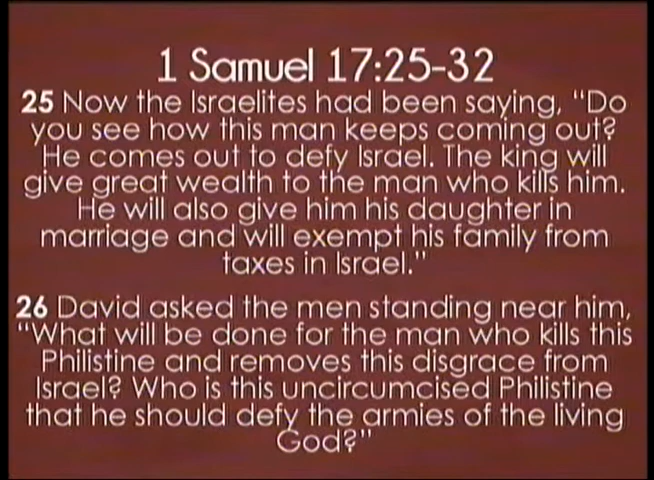 1 Samuel 17:25-32
25 Now the Israelites had been saying, “Do
you see how this man keeps coming out?
He comes out to defy Israel. The king will
give great wealth to the man who kills him.
He will also give him his daughter in
marriage and will exempt his family from
taxes in Israel.”
26 David asked the men standing near him,
“What will be done for the man who kills this
Philistine and removes this disgrace from
Israel? Who is this uncircumcised Philistine
that he should defy the armies of the living
God?”